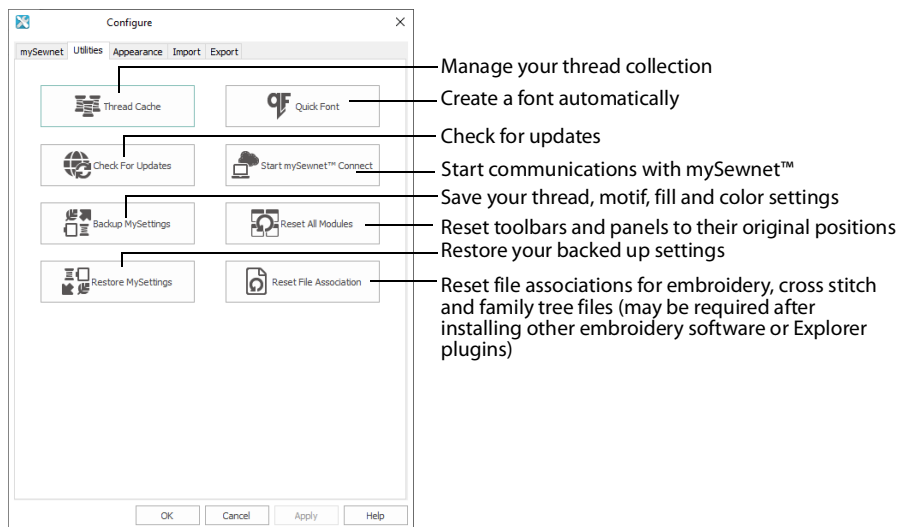 Configure
mySewnet Utilities Appearance Import Export
Thread Cache
QF Quick Font
Check For Updates
Start mySewnet™ Connect
Backup MySettings
Reset All Modules
Restore MySettings
Reset File Association
OK Cancel Apply Help
Manage your thread collection
Create a font automatically
Check for updates
Start communications with mySewnet™
Save your thread, motif, fill and color settings
Reset toolbars and panels to their original positions
Restore your backed up settings
Reset file associations for embroidery, cross stitch
and family tree files (may be required after
installing other embroidery software or Explorer
plugins)